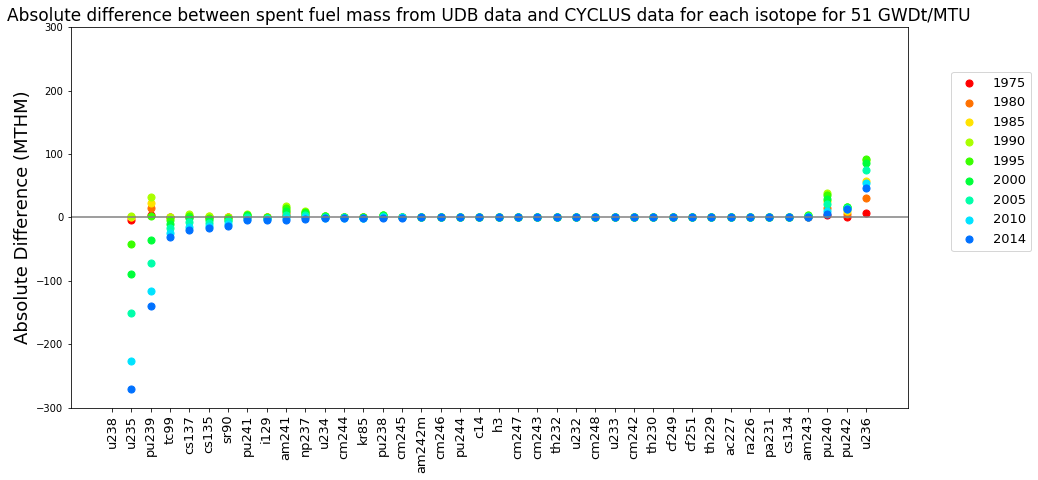 Absolute difference between spent fuel mass from UDB data and CYCLUS data for each isotope for 51 GWDt/MTU
Absolute Difference (MTHM)
300
200
100
0
−100
−200
−300
u238
u235
pu239
tc99
cs137
cs135
sr90
pu241
i129
am241
np237
u234
cm244
kr85
pu238
cm245
am242m
cm246
pu244
c14
h3
cm247
cm243
th232
u232
cm248
u233
cm242
th230
cf249
cf251
th229
ac227
ra226
pa231
cs134
am243
pu240
pu242
u236
1975
1980
1985
1990
1995
2000
2005
2010
2014